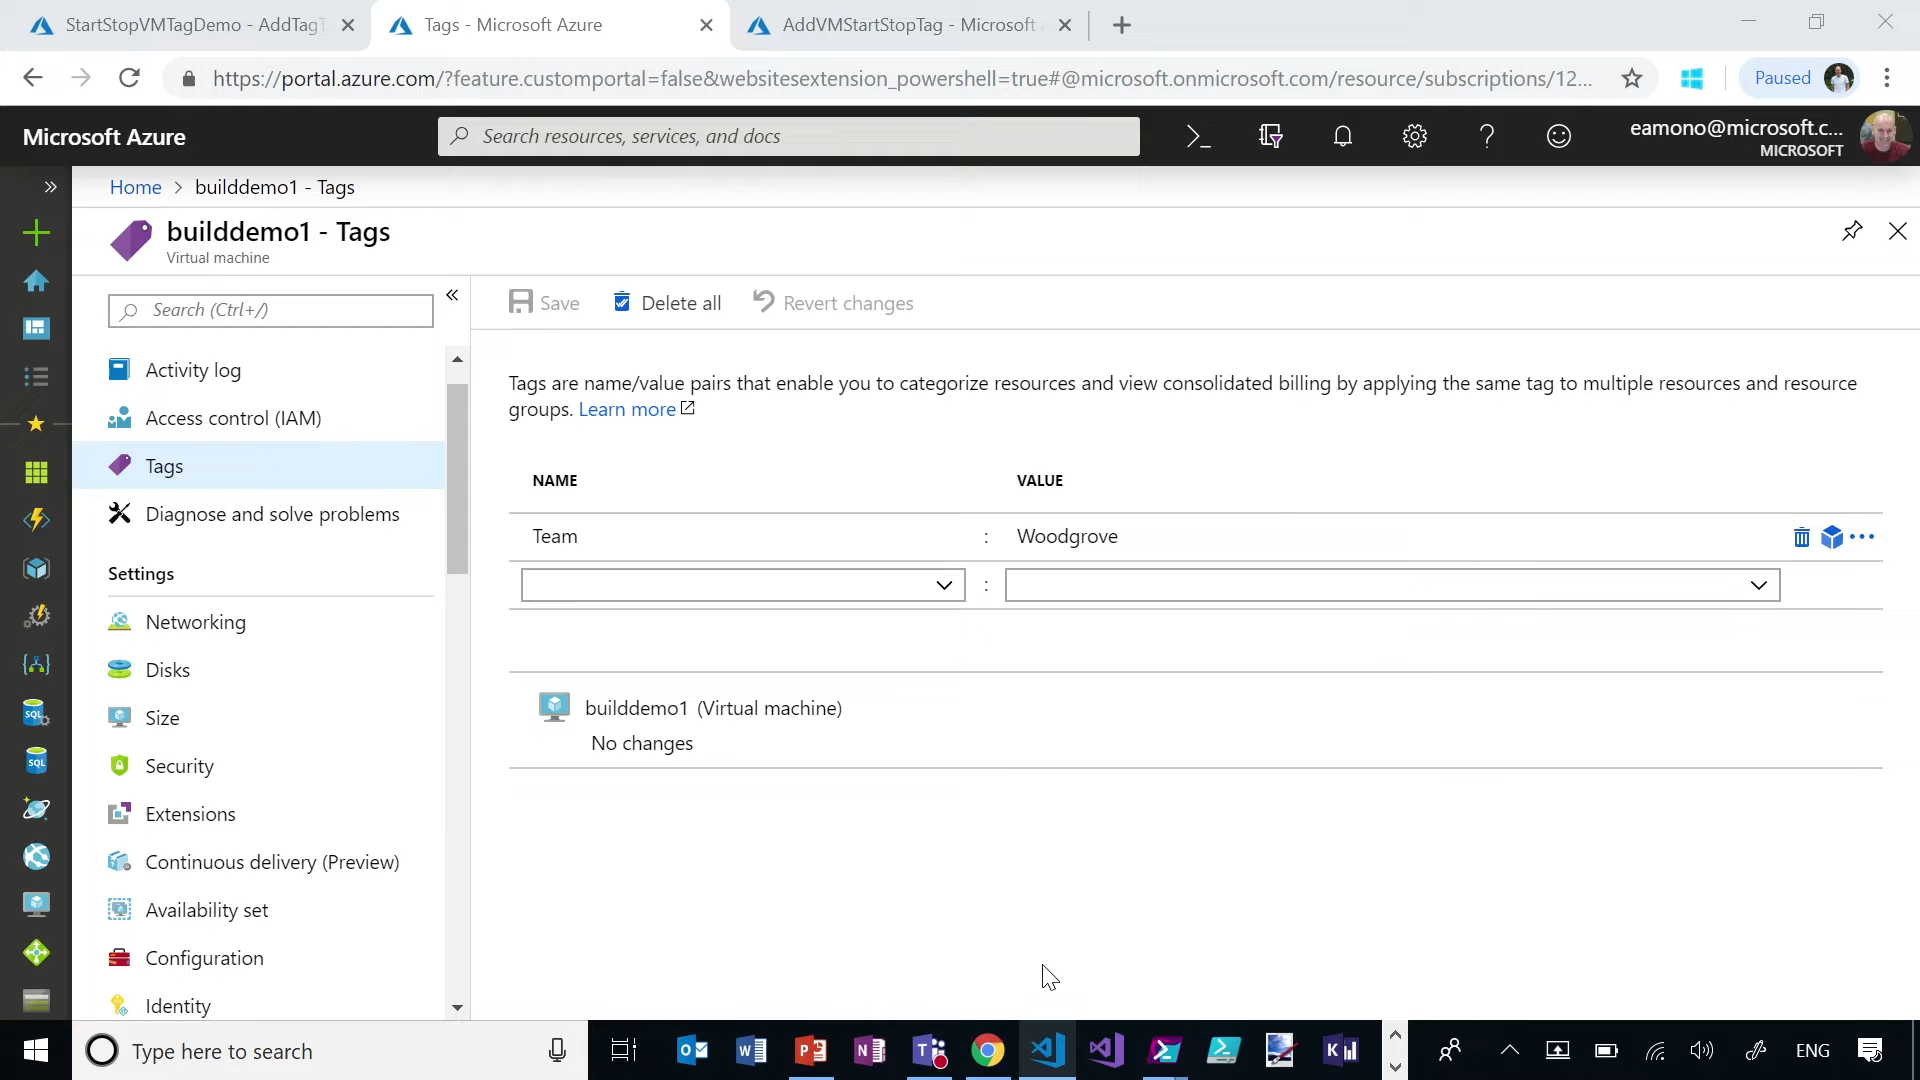 StartStopVMTagDemo - AddTagT
Tags - Microsoft Azure
AddVMStartStopTag - Microsoft
https://portal.azure.com/?feature.customportal=false&websitesextension_powershell=true#@microsoft.onmicrosoft.com/resource/subscriptions/12...
Paused
Microsoft Azure
Search resources, services, and docs
eamono@microsoft.c...
MICROSOFT
Home > builddemo1 - Tags
builddemo1 - Tags
Virtual machine
Search (Ctrl+/)
Activity log
Access control (IAM)
Tags
Diagnose and solve problems
Settings
Networking
Disks
Size
Security
Extensions
Continuous delivery (Preview)
Availability set
Configuration
Identity
Save
Delete all
Revert changes
Tags are name/value pairs that enable you to categorize resources and view consolidated billing by applying the same tag to multiple resources and resource
groups. Learn more
NAME VALUE
Team : Woodgrove
:
builddemo1 (Virtual machine)
No changes
SQL
SQL
Type here to search
ENG